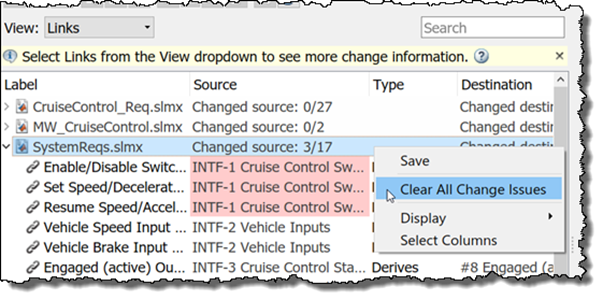 View: Links Search
Select Links from the View dropdown to see more change information.
Label Source Type Destination
CruiseControl_Req.slmx Changed source: 0/27 Changed destin
MW_CruiseControl.slmx Changed source: 0/2 Changed destin
SystemReqs.slmx Changed source: 3/17
Enable/Disable Switc... INTF-1 Cruise Control Sw...
Set Speed/Decelerat... INTF-1 Cruise Control Sw...
Resume Speed/Accel... INTF-1 Cruise Control Sw...
Vehicle Speed Input ... INTF-2 Vehicle Inputs
Vehicle Brake Input ... INTF-2 Vehicle Inputs
Engaged (active) Ou... INTF-3 Cruise Control Sta... Derives #8 Engaged (a
Save
Clear All Change Issues
Display
Select Columns